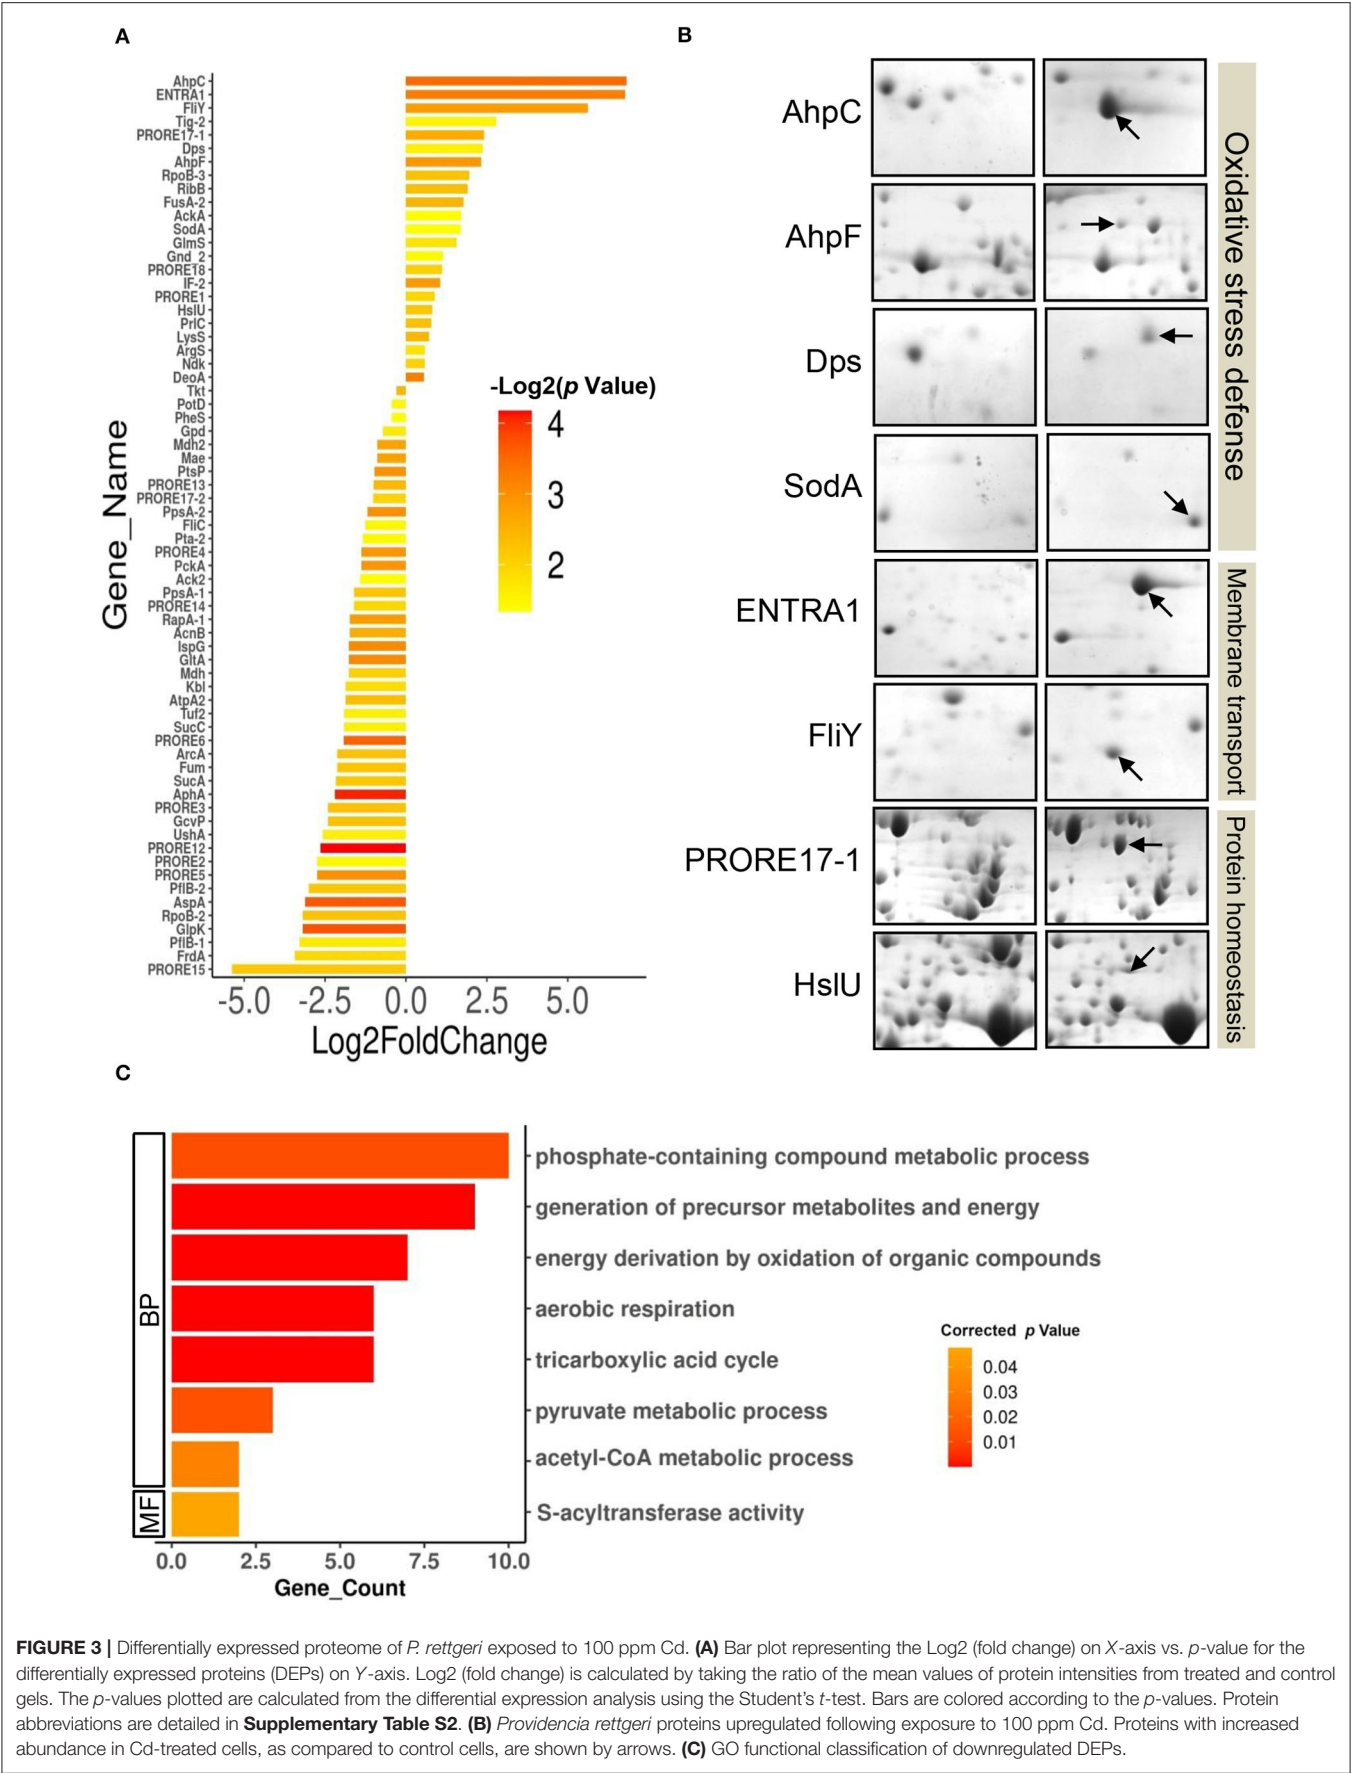 A
AhpC
ENTRA1
FliY
Tig-2
PRORE17-1
Dps
AhpF
RpoB-3
RibB
FusA-2
AckA
SodA
GlmS
Gnd_2
PRORE18
IF-2
PRORE1
HslU
PrlC
LysS
ArgS
Ndk
DeoA
Tkt
PotD
PheS
Gpd
Mdh2
Mae
PtsP
PRORE13
PRORE17-2
PpsA-2
FliC
Pta-2
PRORE4
PckA
Ack2
PpsA-1
PRORE14
RapA-1
AcnB
IspG
GltA
Mdh
Kbl
AtpA2
Tuf2
SucC
PRORE6
ArcA
Fum
SucA
AphA
PRORE3
GcvP
UshA
PRORE12
PRORE2
PRORE5
PflB-2
AspA
RpoB-2
GlpK
PflB-1
FrdA
PRORE15
Gene_Name
-5.0 -2.5 0.0 2.5 5.0
Log2FoldChange
-Log2(p Value)
4
3
2
B
AhpC
AhpF
Dps
SodA
ENTRA1
FliY
PRORE17-1
HslU
Oxidative stress defense
Membrane transport
Protein homeostasis
C
BP
MF
phosphate-containing compound metabolic process
generation of precursor metabolites and energy
energy derivation by oxidation of organic compounds
aerobic respiration
tricarboxylic acid cycle
pyruvate metabolic process
acetyl-CoA metabolic process
S-acyltransferase activity
0.0 2.5 5.0 7.5 10.0
Gene_Count
Corrected p Value
0.04
0.03
0.02
0.01
FIGURE 3 | Differentially expressed proteome of P. rettgeri exposed to 100 ppm Cd. (A) Bar plot representing the Log2 (fold change) on X-axis vs. p-value for the
differentially expressed proteins (DEPs) on Y-axis. Log2 (fold change) is calculated by taking the ratio of the mean values of protein intensities from treated and control
gels. The p-values plotted are calculated from the differential expression analysis using the Student's t-test. Bars are colored according to the p-values. Protein
abbreviations are detailed in Supplementary Table S2. (B) Providencia rettgeri proteins upregulated following exposure to 100 ppm Cd. Proteins with increased
abundance in Cd-treated cells, as compared to control cells, are shown by arrows. (C) GO functional classification of downregulated DEPs.